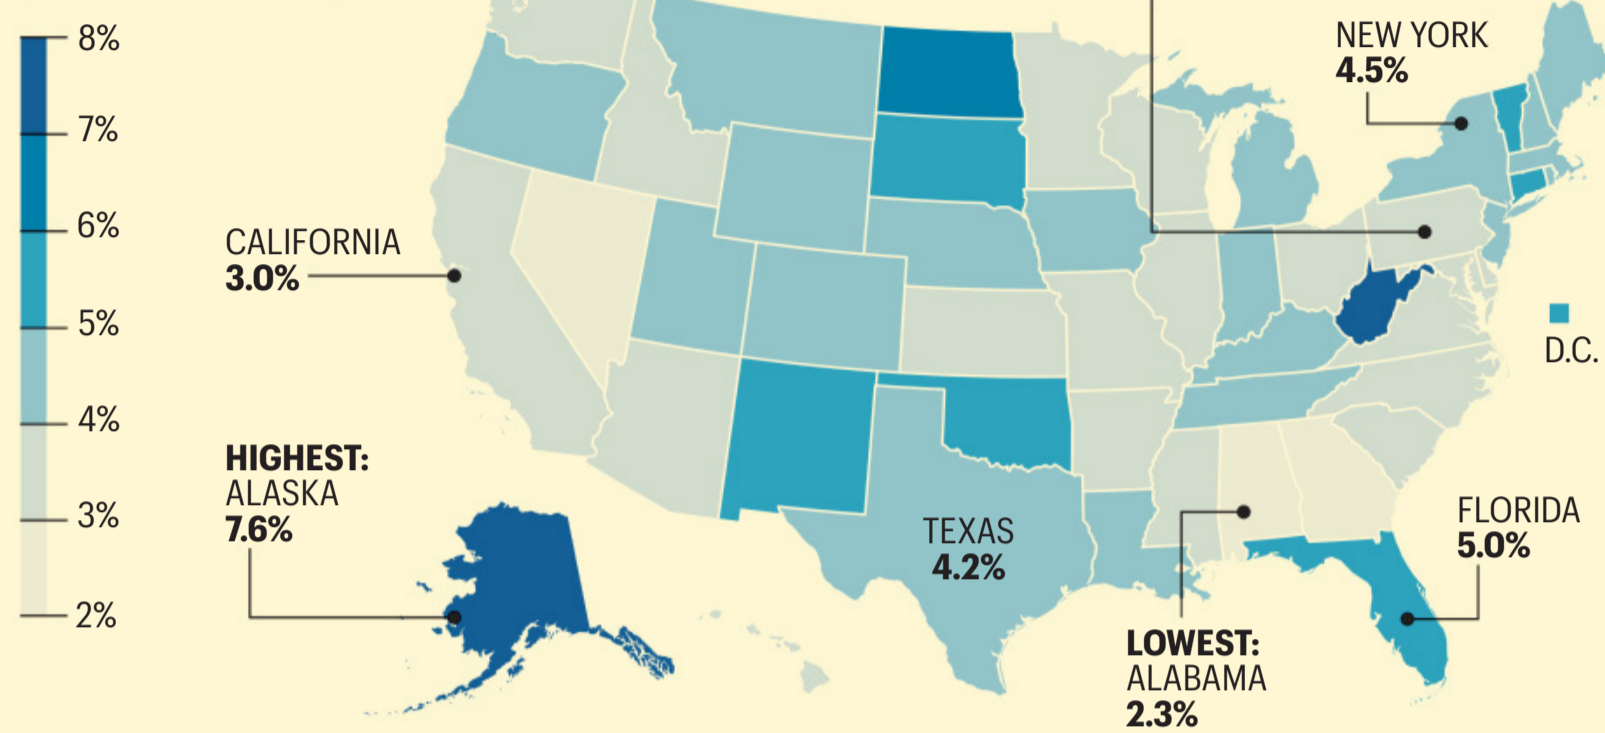 8%
7%
6%
5%
4%
3%
2%
CALIFORNIA
3.0%
HIGHEST:
ALASKA
7.6%
TEXAS
4.2%
LOWEST:
ALABAMA
2.3%
FLORIDA
5.0%
NEW YORK
4.5%
D.C.